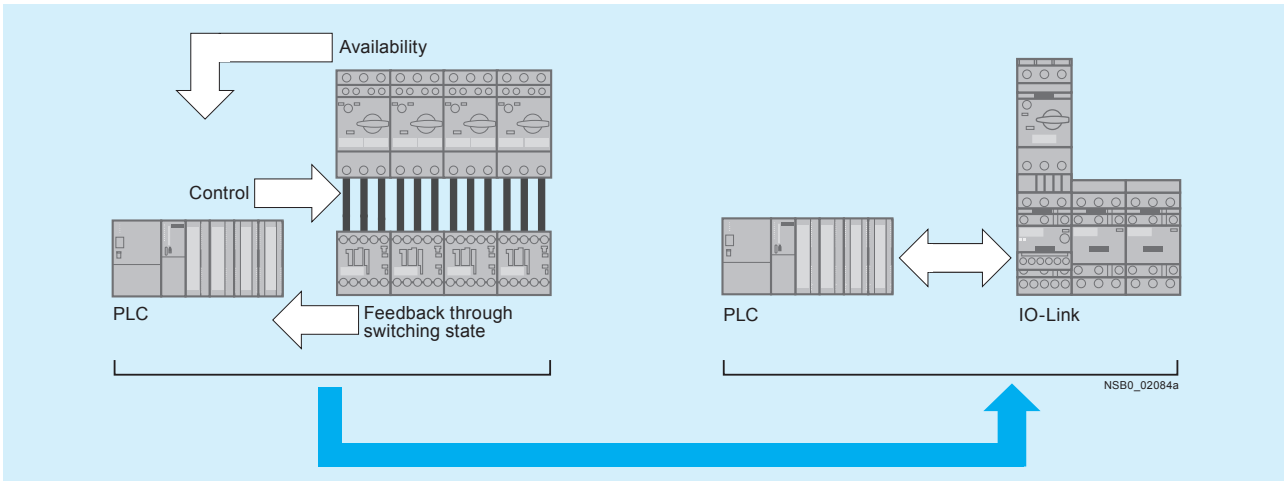 Availability
Control
PLC
Feedback through
switching state
PLC
IO-Link
NSB0_02084a